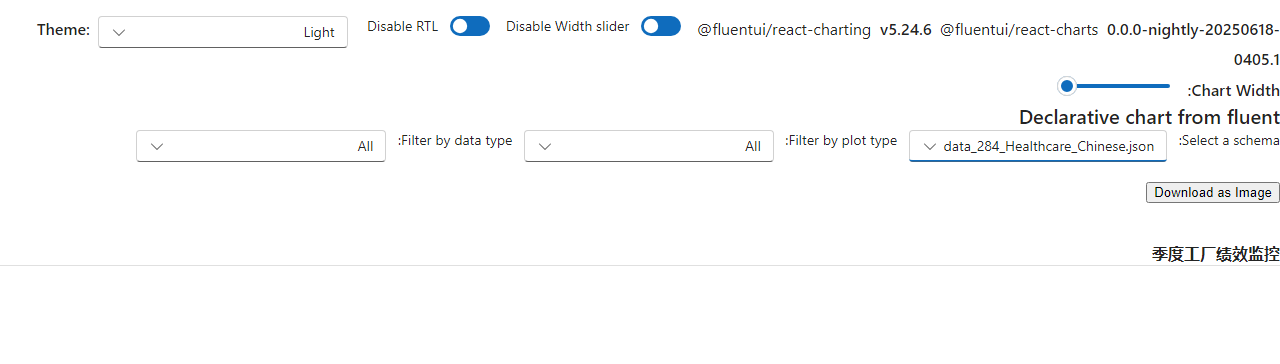 Theme: Light Disable RTL Disable Width slider @fluentui/react-charting v5.24.6 @fluentui/react-charts 0.0.0-nightly-20250618-
0405.1
:Chart Width
Declarative chart from fluent
:Select a schema data_284_Healthcare_Chinese.json :Filter by plot type All :Filter by data type All
Download as Image
季度工厂绩效监控